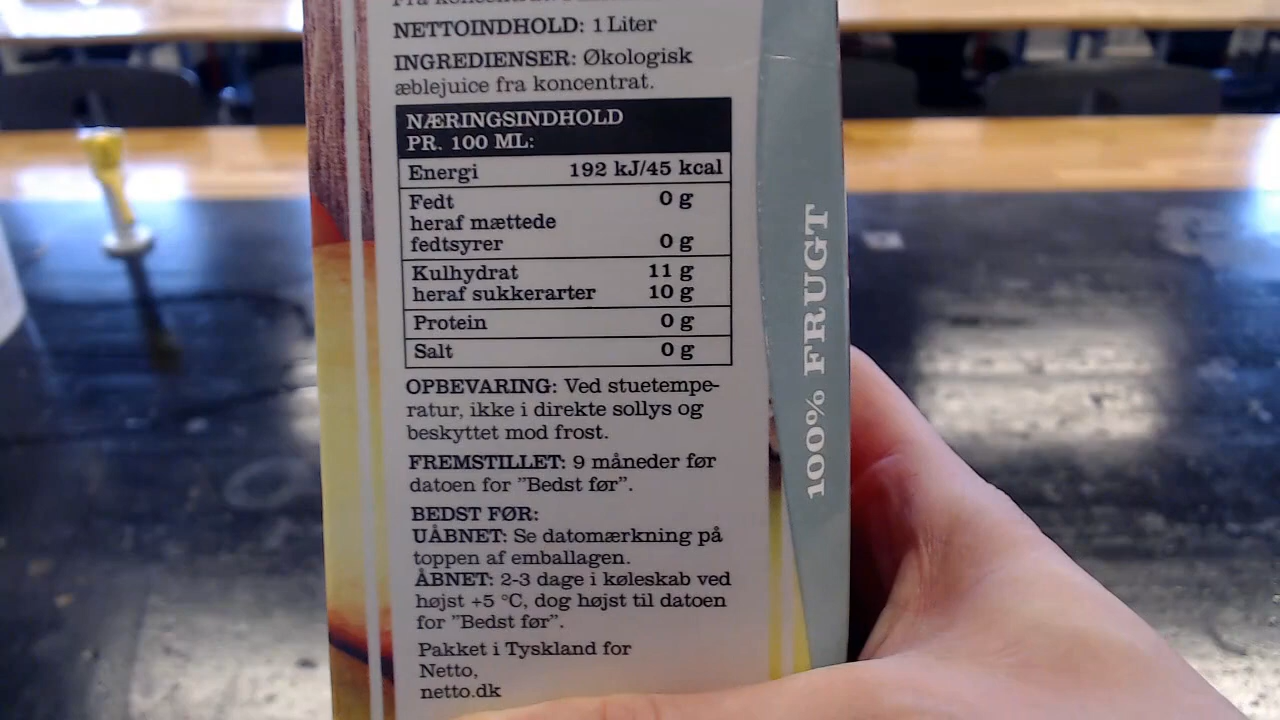 Fra koncentrat.
NETTOINDHOLD: 1 Liter
INGREDIENSER: Økologisk
æblejuice fra koncentrat.
NÆRINGSINDHOLD
PR. 100 ML:
Energi 192 kJ/45 kcal
Fedt 0 g
heraf mættede
fedtsyrer 0 g
Kulhydrat 11 g
heraf sukkerarter 10 g
Protein 0 g
Salt 0 g
OPBEVARING: Ved stuetempe-
ratur, ikke i direkte sollys og
beskyttet mod frost.
FREMSTILLET: 9 måneder før
datoen for ”Bedst før”.
BEDST FØR:
UÅBNET: Se datomærkning på
toppen af emballagen.
ÅBNET: 2-3 dage i køleskab ved
højst +5 °C, dog højst til datoen
for ”Bedst før”.
Pakket i Tyskland for
Netto,
netto.dk
100% FRUGT